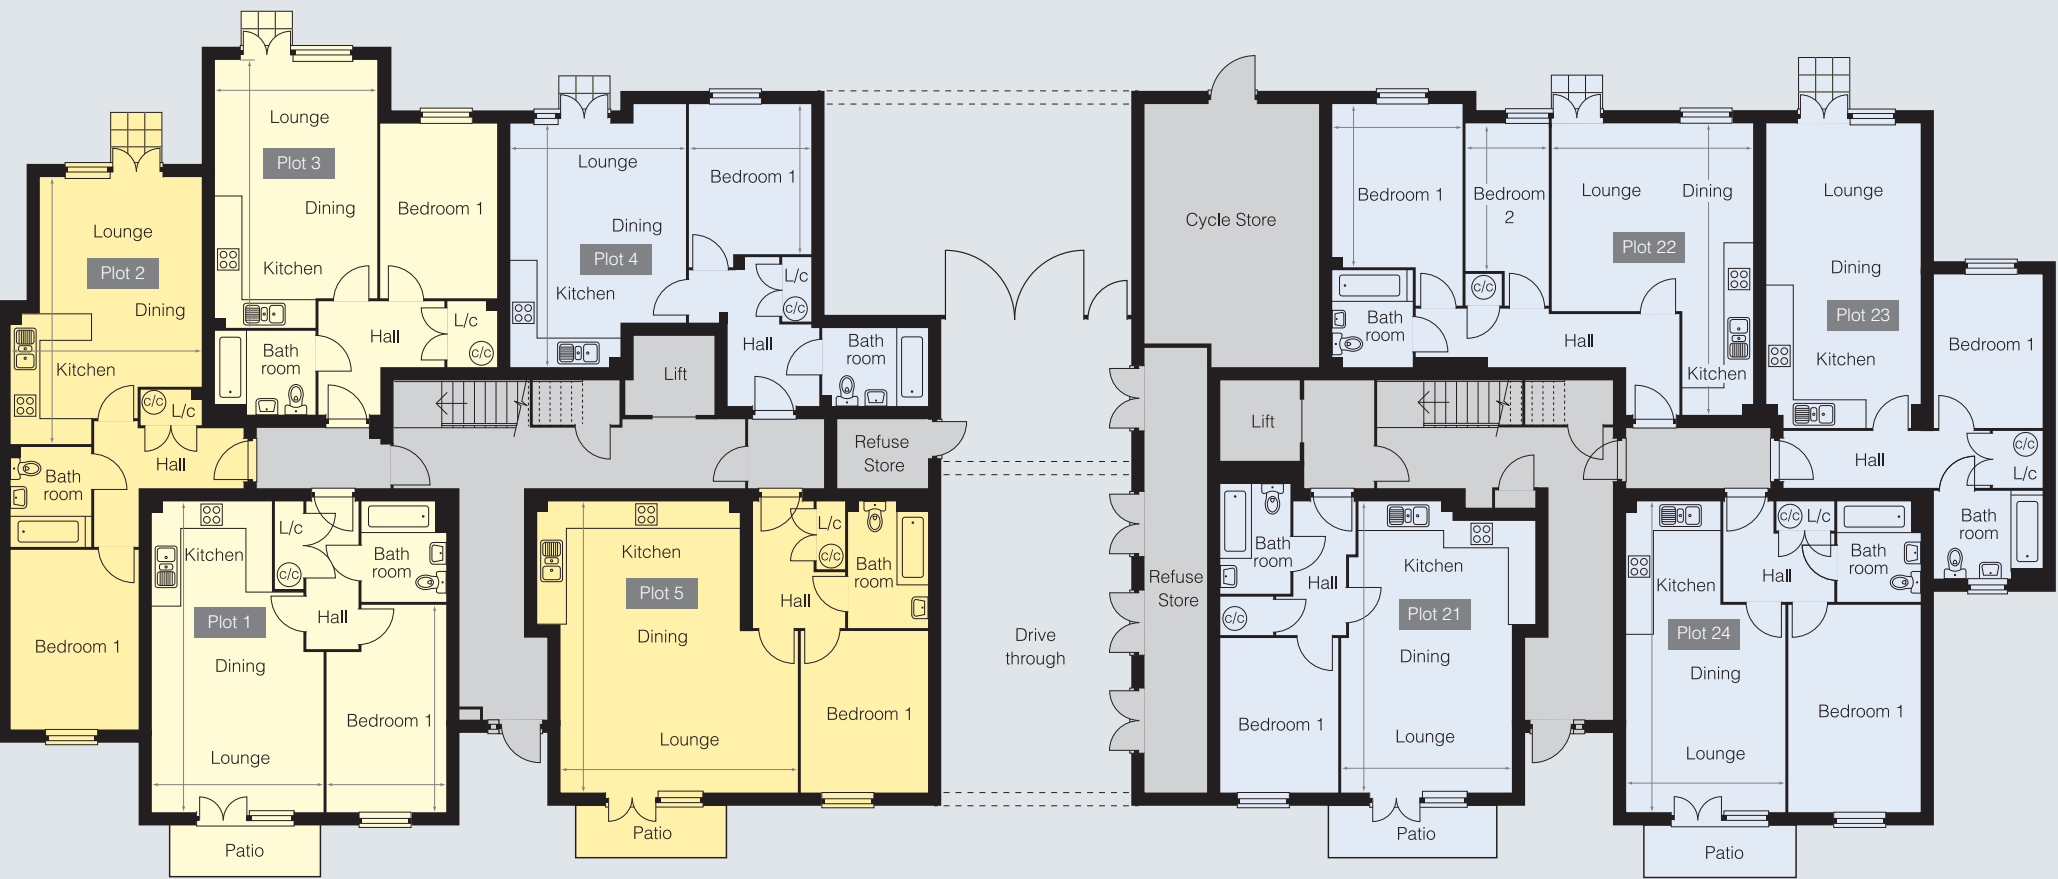 Lounge
Plot 2
Dining
Kitchen
c/c
L/c
Hall
Bath
room
Bedroom 1
Lounge
Plot 3
Dining
Kitchen
Bedroom 1
Bath
room
Hall
L/c
c/c
Lounge
Dining
Plot 4
Kitchen
Bedroom 1
L/c
c/c
Hall
Bath
room
Lift
Refuse
Store
Kitchen
L/c
c/c
Bath
room
Plot 1
Hall
Dining
Lounge
Bedroom 1
Patio
Kitchen
Plot 5
Dining
Lounge
L/c
c/c
Bath
room
Hall
Bedroom 1
Patio
Drive
through
Cycle Store
Refuse
Store
Bedroom 1
Bedroom
2
Lounge
Dining
Plot 22
c/c
Bath
room
Hall
Kitchen
Lounge
Dining
Plot 23
Kitchen
Bedroom 1
Hall
c/c
L/c
Bath
room
Lift
Bath
room
Hall
c/c
Kitchen
Plot 21
Dining
Lounge
Bedroom 1
Patio
Kitchen
c/c
L/c
Bath
room
Hall
Plot 24
Dining
Lounge
Bedroom 1
Patio